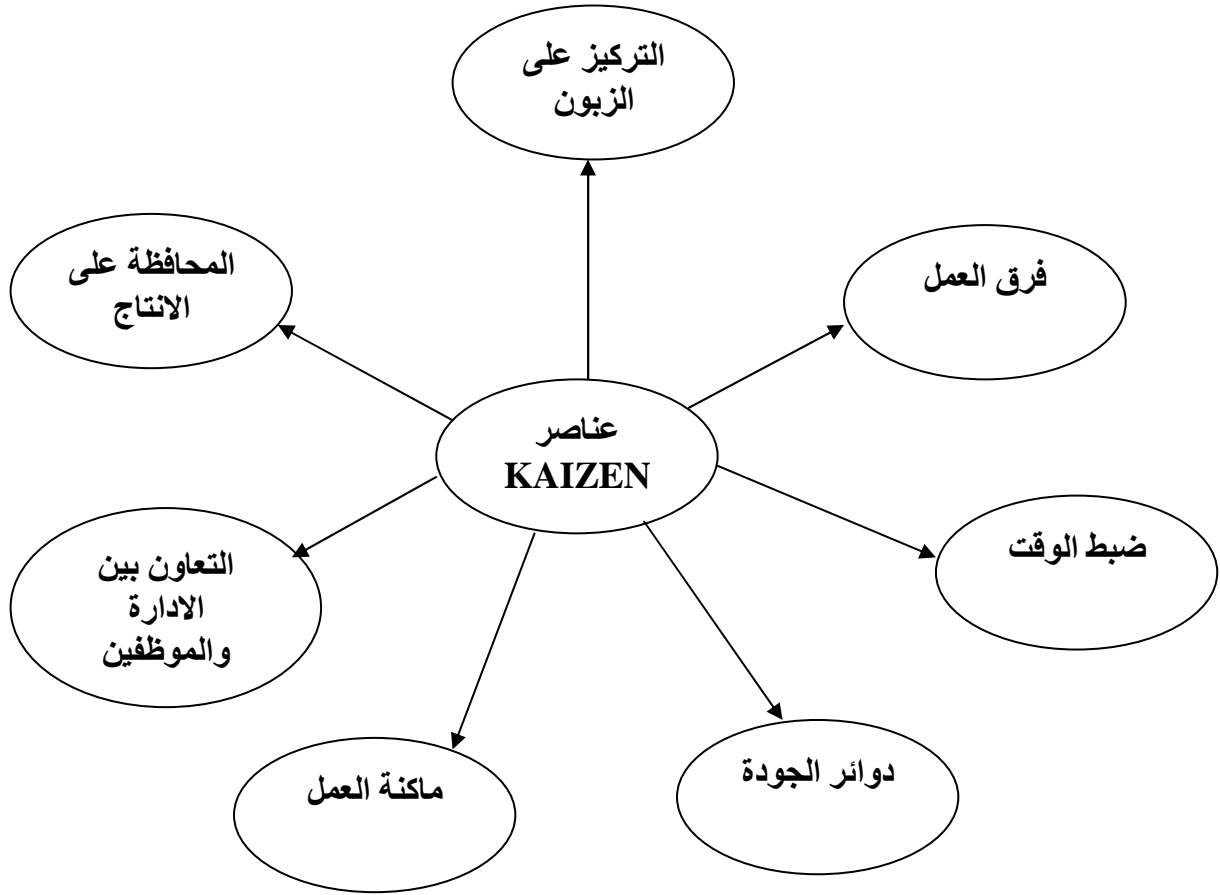 التركيز على
الزبون
فرق العمل
المحافظة على
الانتاج
عناصر
KAIZEN
ضبط الوقت
التعاون بين
الادارة
والموظفين
دوائر الجودة
ماكنة العمل